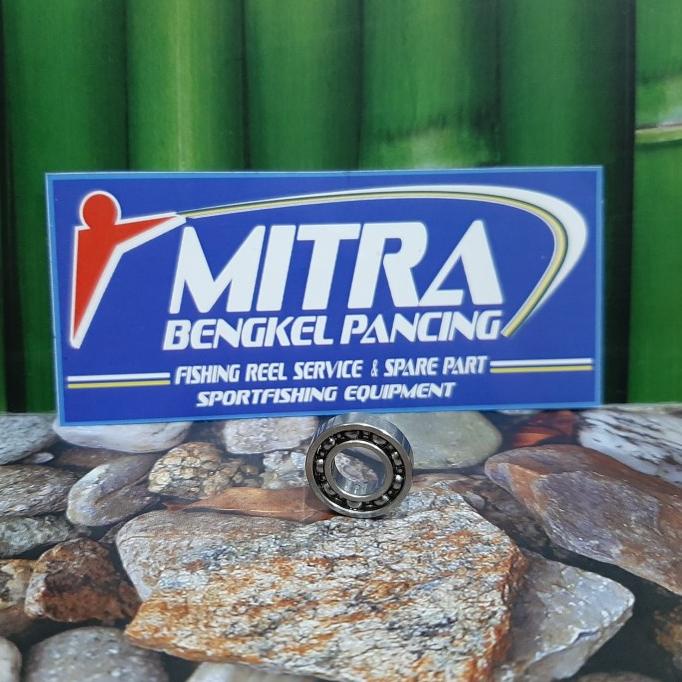 MITRA
BENGKEL PANCING
FISHING REEL SERVICE & SPARE PART
SPORTFISHING EQUIPMENT